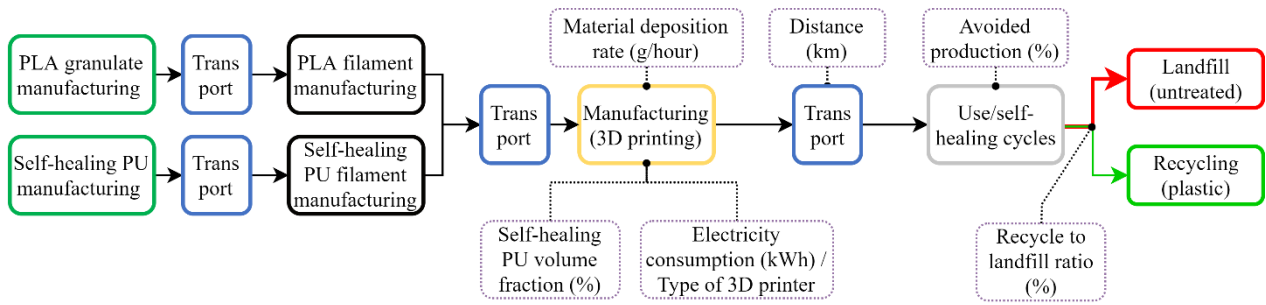 PLA granulate
manufacturing
Trans
port
PLA filament
manufacturing
Self-healing PU
manufacturing
Trans
port
Self-healing
PU filament
manufacturing
Trans
port
Material deposition
rate (g/hour)
Manufacturing
(3D printing)
Self-healing
PU volume
fraction (%)
Electricity
consumption (kWh) /
Type of 3D printer
Distance
(km)
Trans
port
Avoided
production (%)
Use/self-
healing cycles
Recycle to
landfill ratio
(%)
Landfill
(untreated)
Recycling
(plastic)